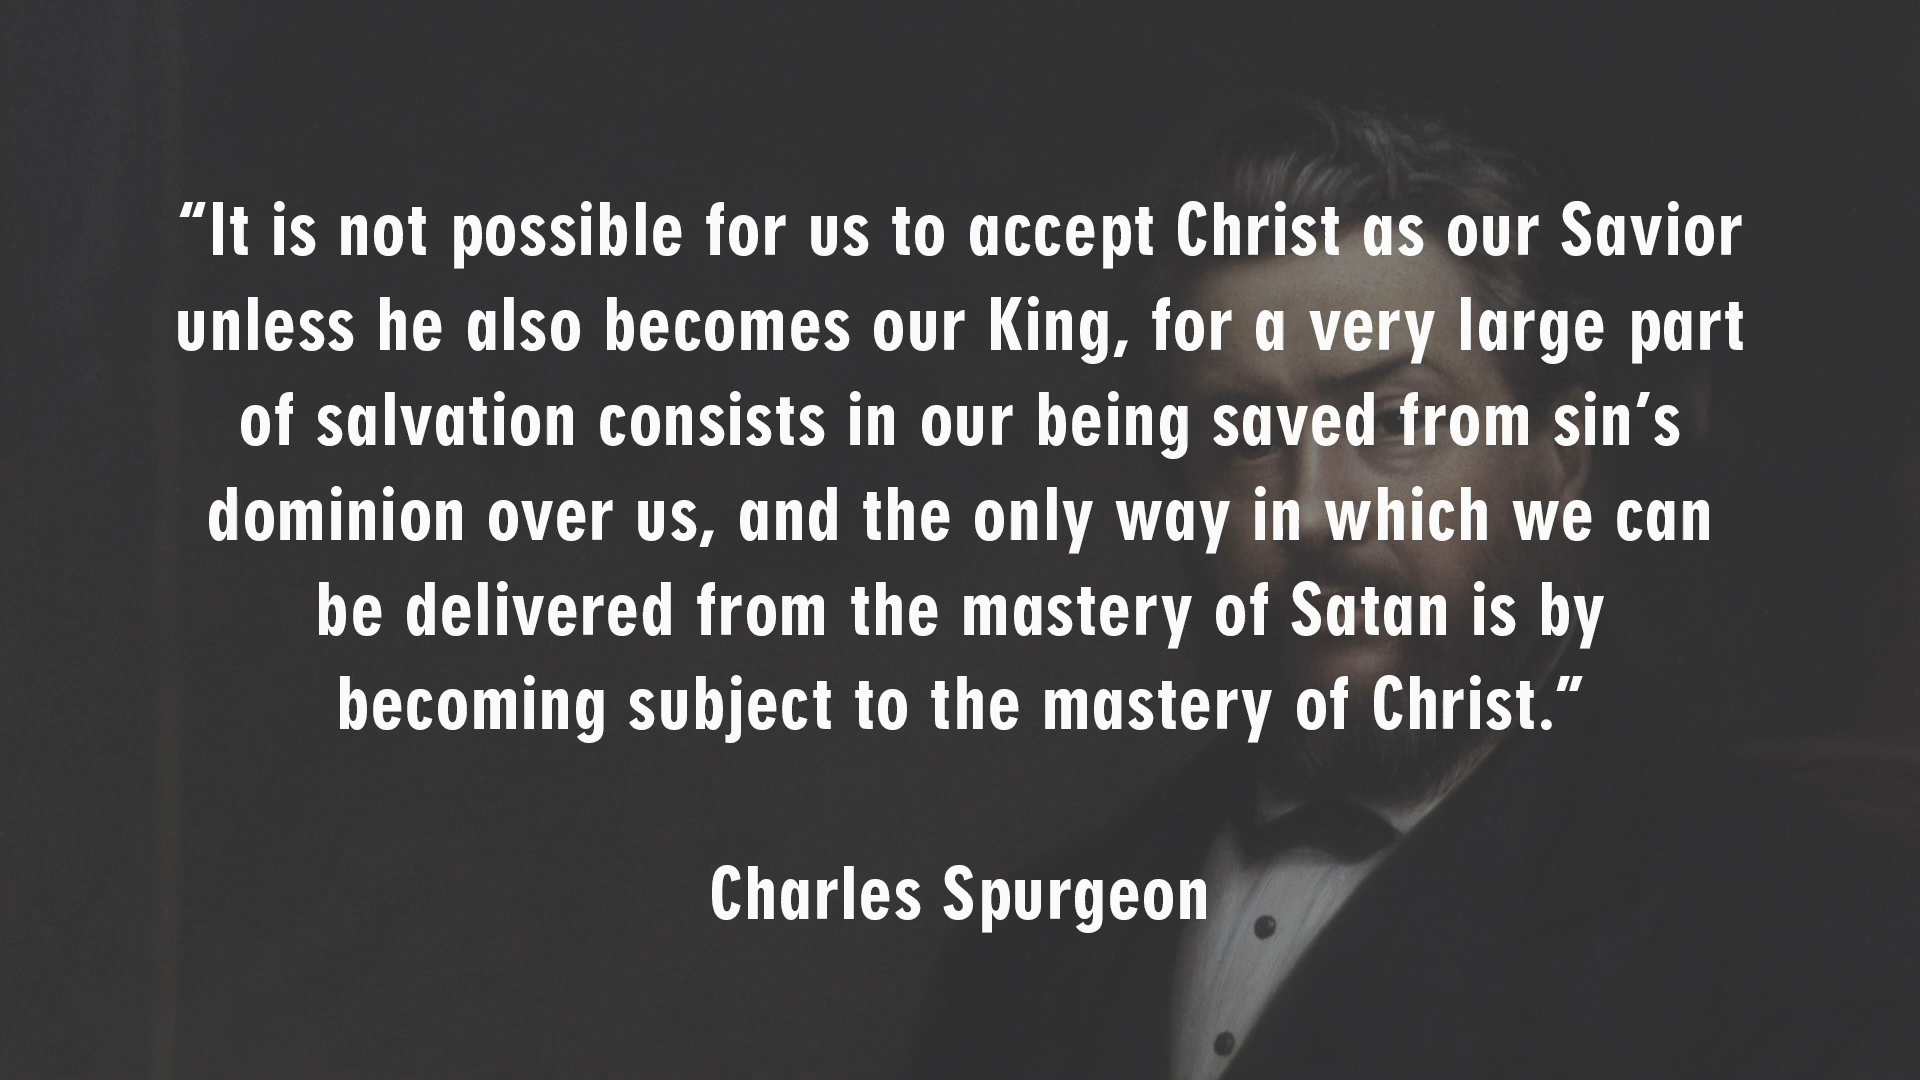 “It is not possible for us to accept Christ as our Savior
unless he also becomes our King, for a very large part
of salvation consists in our being saved from sin’s
dominion over us, and the only way in which we can
be delivered from the mastery of Satan is by
becoming subject to the mastery of Christ.”
Charles Spurgeon